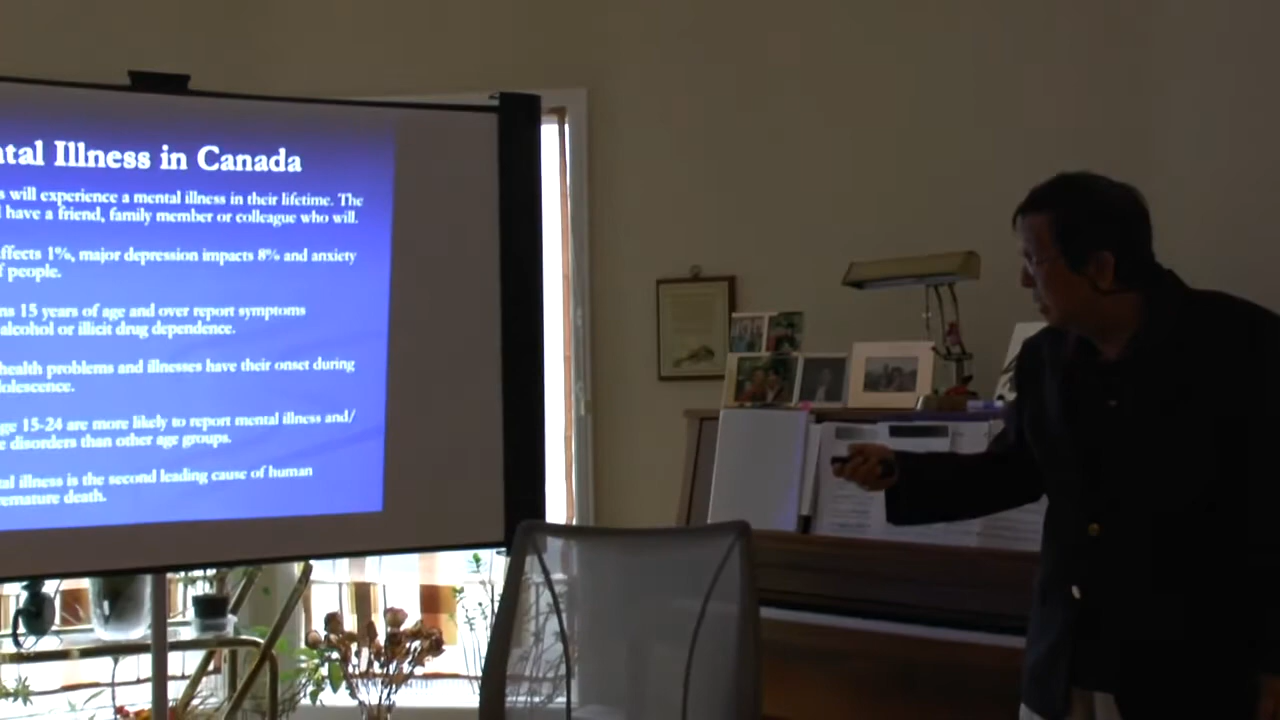 ntal Illness in Canada
s will experience a mental illness in their lifetime. The
have a friend, family member or colleague who will.
ffects 1%, major depression impacts 8% and anxiety
f people.
ns 15 years of age and over report symptoms
alcohol or illicit drug dependence.
health problems and illnesses have their onset during
olescence.
ge 15-24 are more likely to report mental illness and/
e disorders than other age groups.
tal illness is the second leading cause of human
remature death.